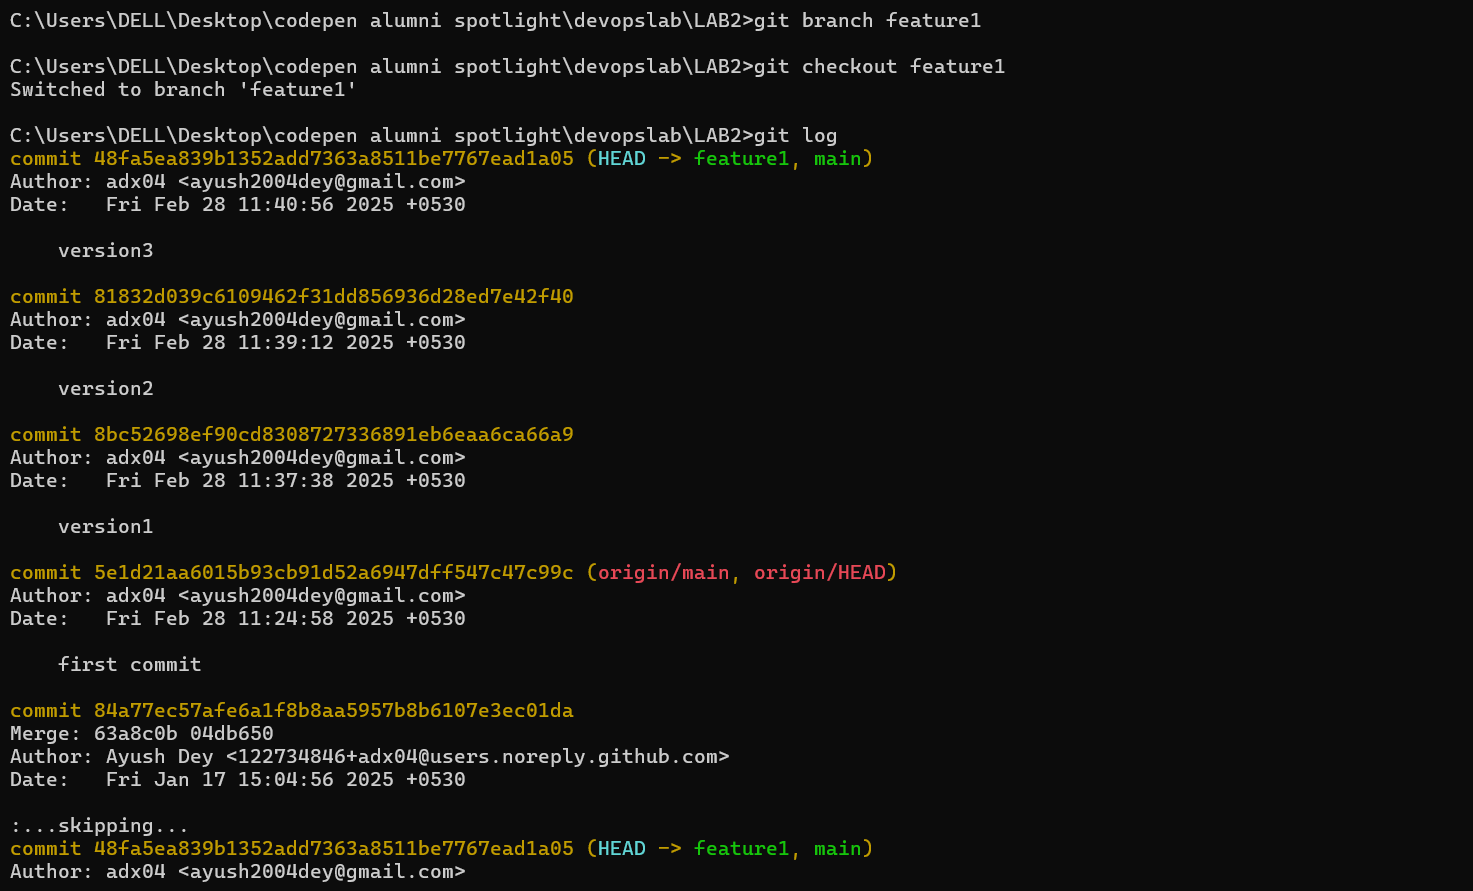 C:\Users\DELL\Desktop\codepen alumni spotlight\devopslab\LAB2>git branch feature1
C:\Users\DELL\Desktop\codepen alumni spotlight\devopslab\LAB2>git checkout feature1
Switched to branch 'feature1'
C:\Users\DELL\Desktop\codepen alumni spotlight\devopslab\LAB2>git log
commit 48fa5ea839b1352add7363a8511be7767ead1a05 (HEAD -> feature1, main)
Author: adx04 <ayush2004dey@gmail.com>
Date:   Fri Feb 28 11:40:56 2025 +0530
    version3
commit 81832d039c6109462f31dd856936d28ed7e42f40
Author: adx04 <ayush2004dey@gmail.com>
Date:   Fri Feb 28 11:39:12 2025 +0530
    version2
commit 8bc52698ef90cd8308727336891eb6eaa6ca66a9
Author: adx04 <ayush2004dey@gmail.com>
Date:   Fri Feb 28 11:37:38 2025 +0530
    version1
commit 5e1d21aa6015b93cb91d52a6947dff547c47c99c (origin/main, origin/HEAD)
Author: adx04 <ayush2004dey@gmail.com>
Date:   Fri Feb 28 11:24:58 2025 +0530
    first commit
commit 84a77ec57afe6a1f8b8aa5957b8b6107e3ec01da
Merge: 63a8c0b 04db650
Author: Ayush Dey <122734846+adx04@users.noreply.github.com>
Date:   Fri Jan 17 15:04:56 2025 +0530
:...skipping...
commit 48fa5ea839b1352add7363a8511be7767ead1a05 (HEAD -> feature1, main)
Author: adx04 <ayush2004dey@gmail.com>